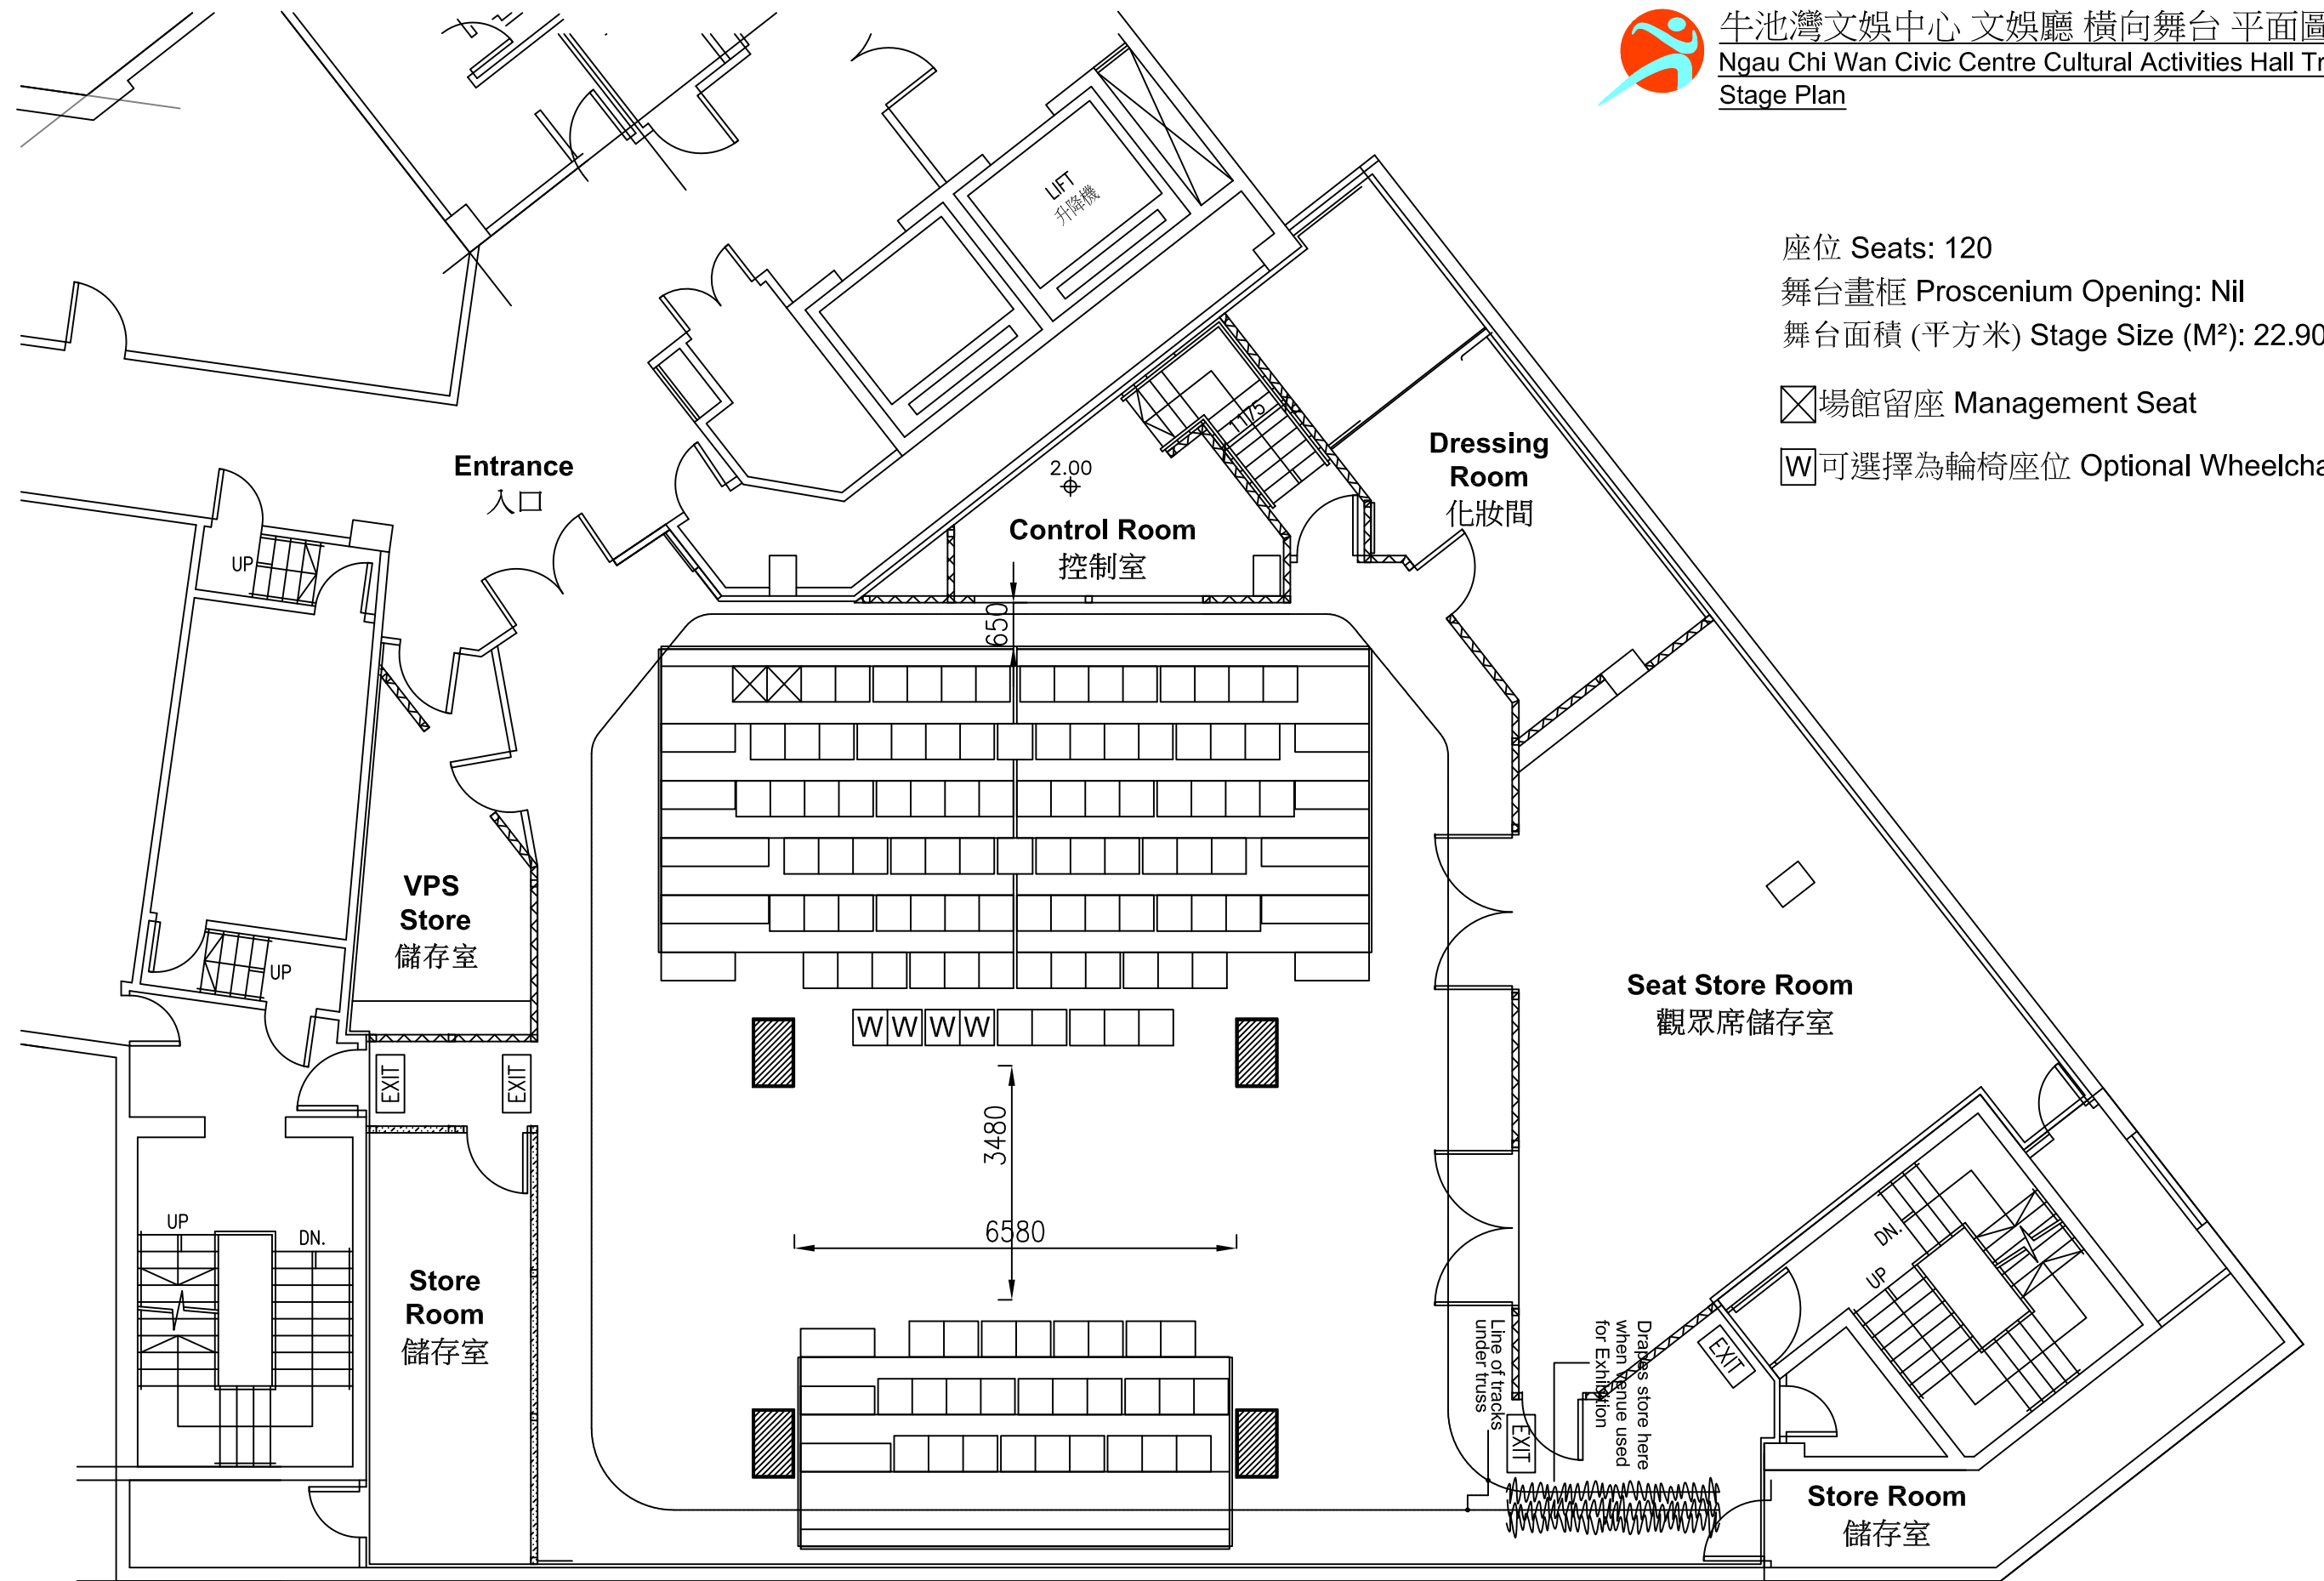 牛池灣文娛中心 文娛廳 橫向舞台 平面圖
Ngau Chi Wan Civic Centre Cultural Activities Hall Tr
Stage Plan
座位 Seats: 120
舞台畫框 Proscenium Opening: Nil
舞台面積 (平方米) Stage Size (M²): 22.90
場館留座 Management Seat
W 可選擇為輪椅座位 Optional Wheelcha
LIFT
升降機
1175
Entrance
入口
2.00
Control Room
控制室
Dressing
Room
化妝間
UP
650
VPS
Store
儲存室
UP
Seat Store Room
觀眾席儲存室
W W W W
EXIT
EXIT
3480
6580
UP
DN.
Store
Room
儲存室
DN.
UP
Line of tracks
under truss
Drapes store here
when venue used
for Exhibition
EXIT
EXIT
Store Room
儲存室